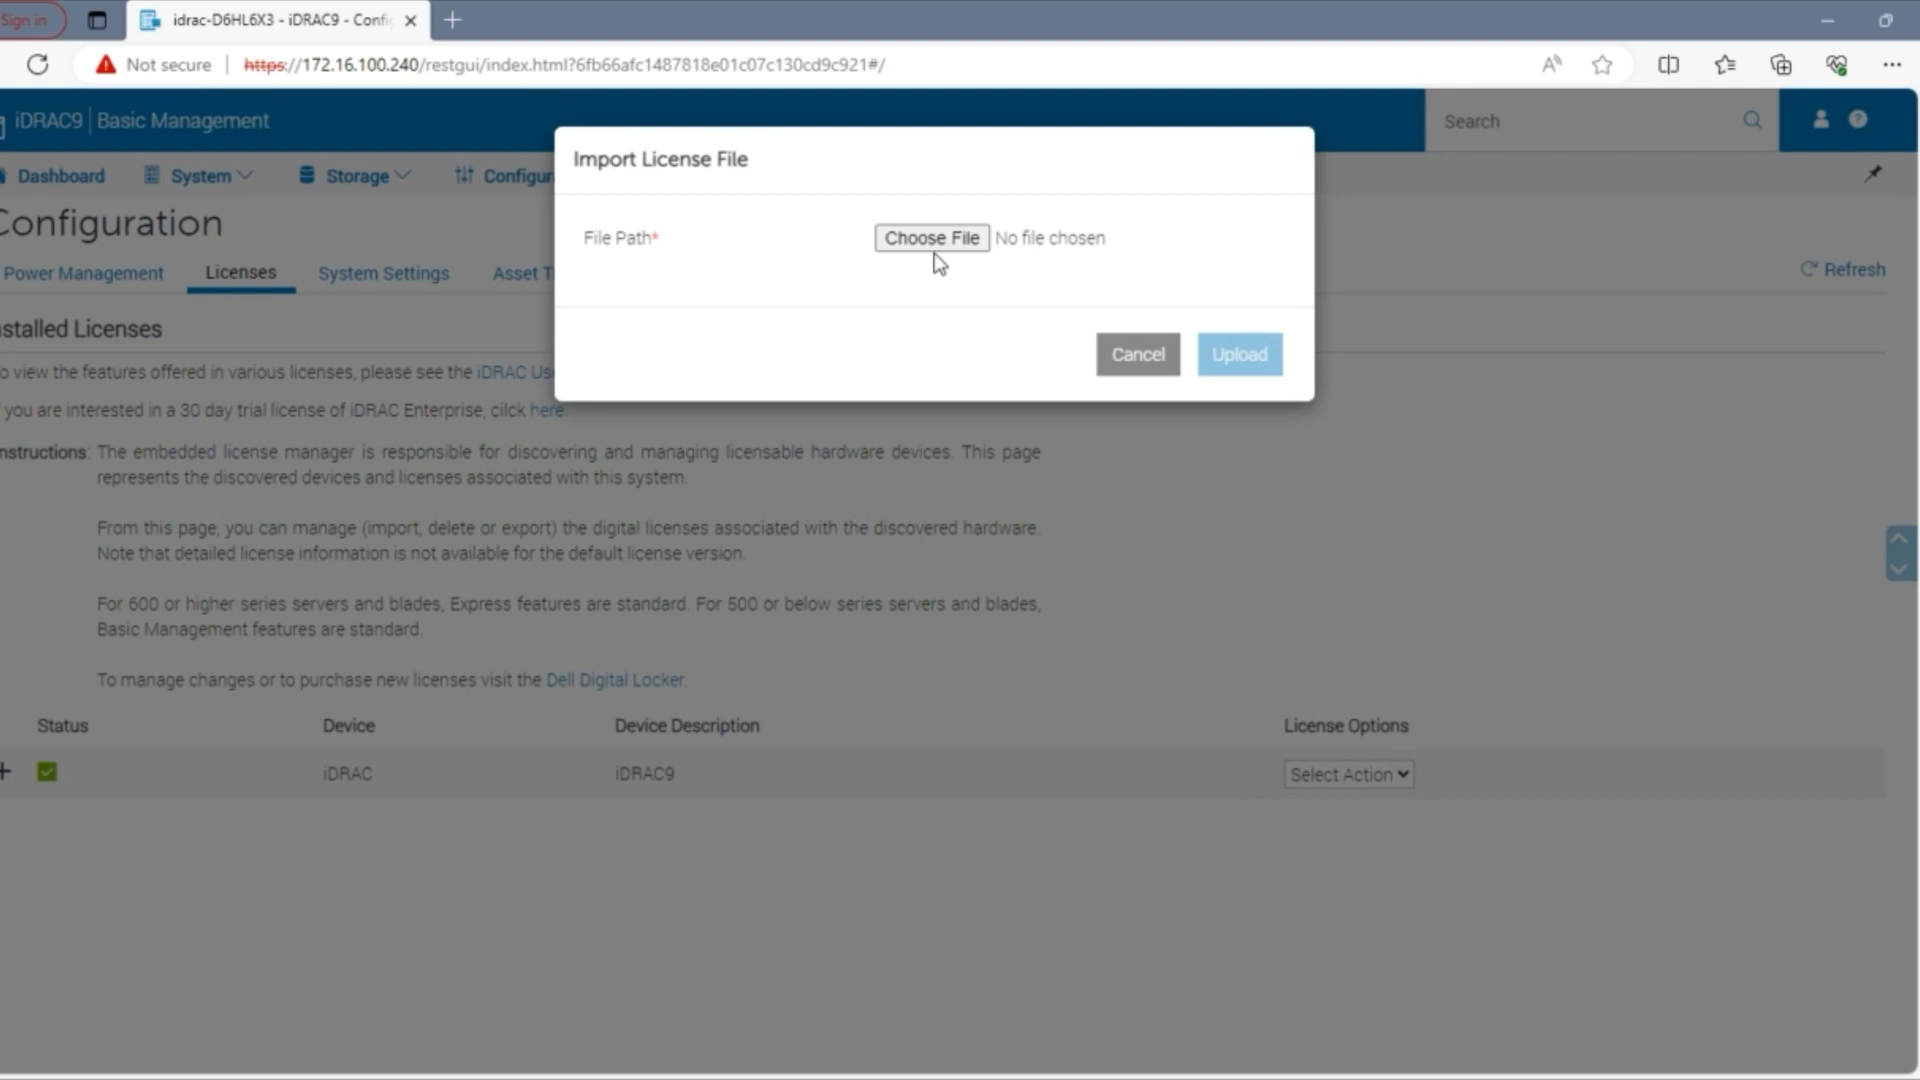 Sign in
idrac-D6HL6X3 - iDRAC9 - Confi
Not secure | https://172.16.100.240/restgui/index.html?6fb66afc1487818e01c07c130cd9c921#/
iDRAC9 | Basic Management
Search
Dashboard System Storage Configur
Import License File
File Path*
Choose File No file chosen
Cancel Upload
Configuration
Power Management Licenses System Settings Asset T
Refresh
stalled Licenses
o view the features offered in various licenses, please see the iDRAC Us
you are interested in a 30 day trial license of iDRAC Enterprise, cilck here.
nstructions: The embedded license manager is responsible for discovering and managing licensable hardware devices. This page
represents the discovered devices and licenses associated with this system.
From this page, you can manage (import, delete or export) the digital licenses associated with the discovered hardware.
Note that detailed license information is not available for the default license version.
For 600 or higher series servers and blades, Express features are standard. For 500 or below series servers and blades,
Basic Management features are standard.
To manage changes or to purchase new licenses visit the Dell Digital Locker.
Status Device Device Description License Options
iDRAC iDRAC9 Select Action